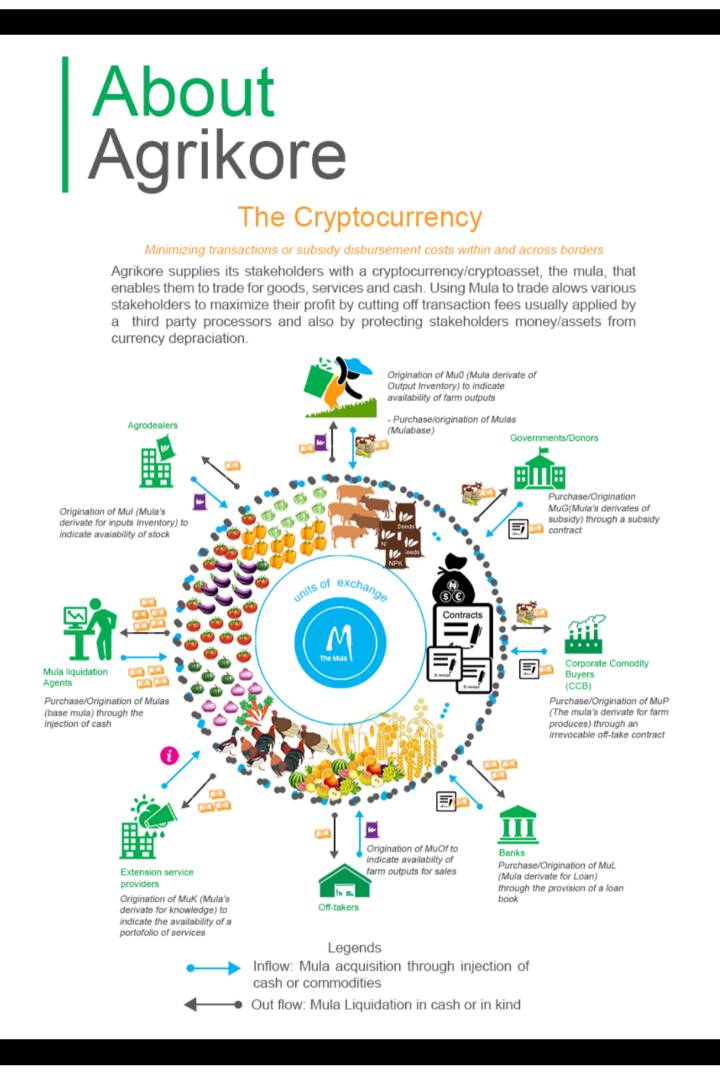 About
Agrikore
The Cryptocurrency
Minimizing transactions or subsidy disbursement costs within and across borders
Agrikore supplies its stakeholders with a cryptocurrency/cryptoasset, the mula, that
enables them to trade for goods, services and cash. Using Mula to trade alows various
stakeholders to maximize their profit by cutting off transaction fees usually applied by
a third party processors and also by protecting stakeholders money/assets from
currency depraciation.
Origination of Mu0 (Mula derivate of
Output Inventory) to indicate
availability of farm outputs
- Purchase/origination of Mulas
(Mulabase)
Agrodealers
Origination of MuI (Mula's
derivate for inputs Inventory) to
indicate avaiability of stock
Governments/Donors
Purchase/Origination
MuG(Mula's derivates of
subsidy) through a subsidy
contract
Seeds
N
Seeds
NPK
units of exchange
M
The Mula
N
$ €
Contracts
Mula liquidation
Agents
Purchase/Origination of Mulas
(base mula) through the
injection of cash
Corporate Comodity
Buyers
(CCB)
Purchase/Origination of MuP
(The mula's derivate for farm
produces) through an
irrevocable off-take contract
i
Extension service
providers
Origination of MuK (Mula's
derivate for knowledge) to
indicate the availability of a
portofolio of services
Origination of MuOf to
indicate availabilty of
farm outputs for sales
Off-takers
Banks
Purchase/Origination of MuL
(Mula derivate for Loan)
through the provision of a loan
book
Legends
Inflow: Mula acquisition through injection of
cash or commodities
Out flow: Mula Liquidation in cash or in kind